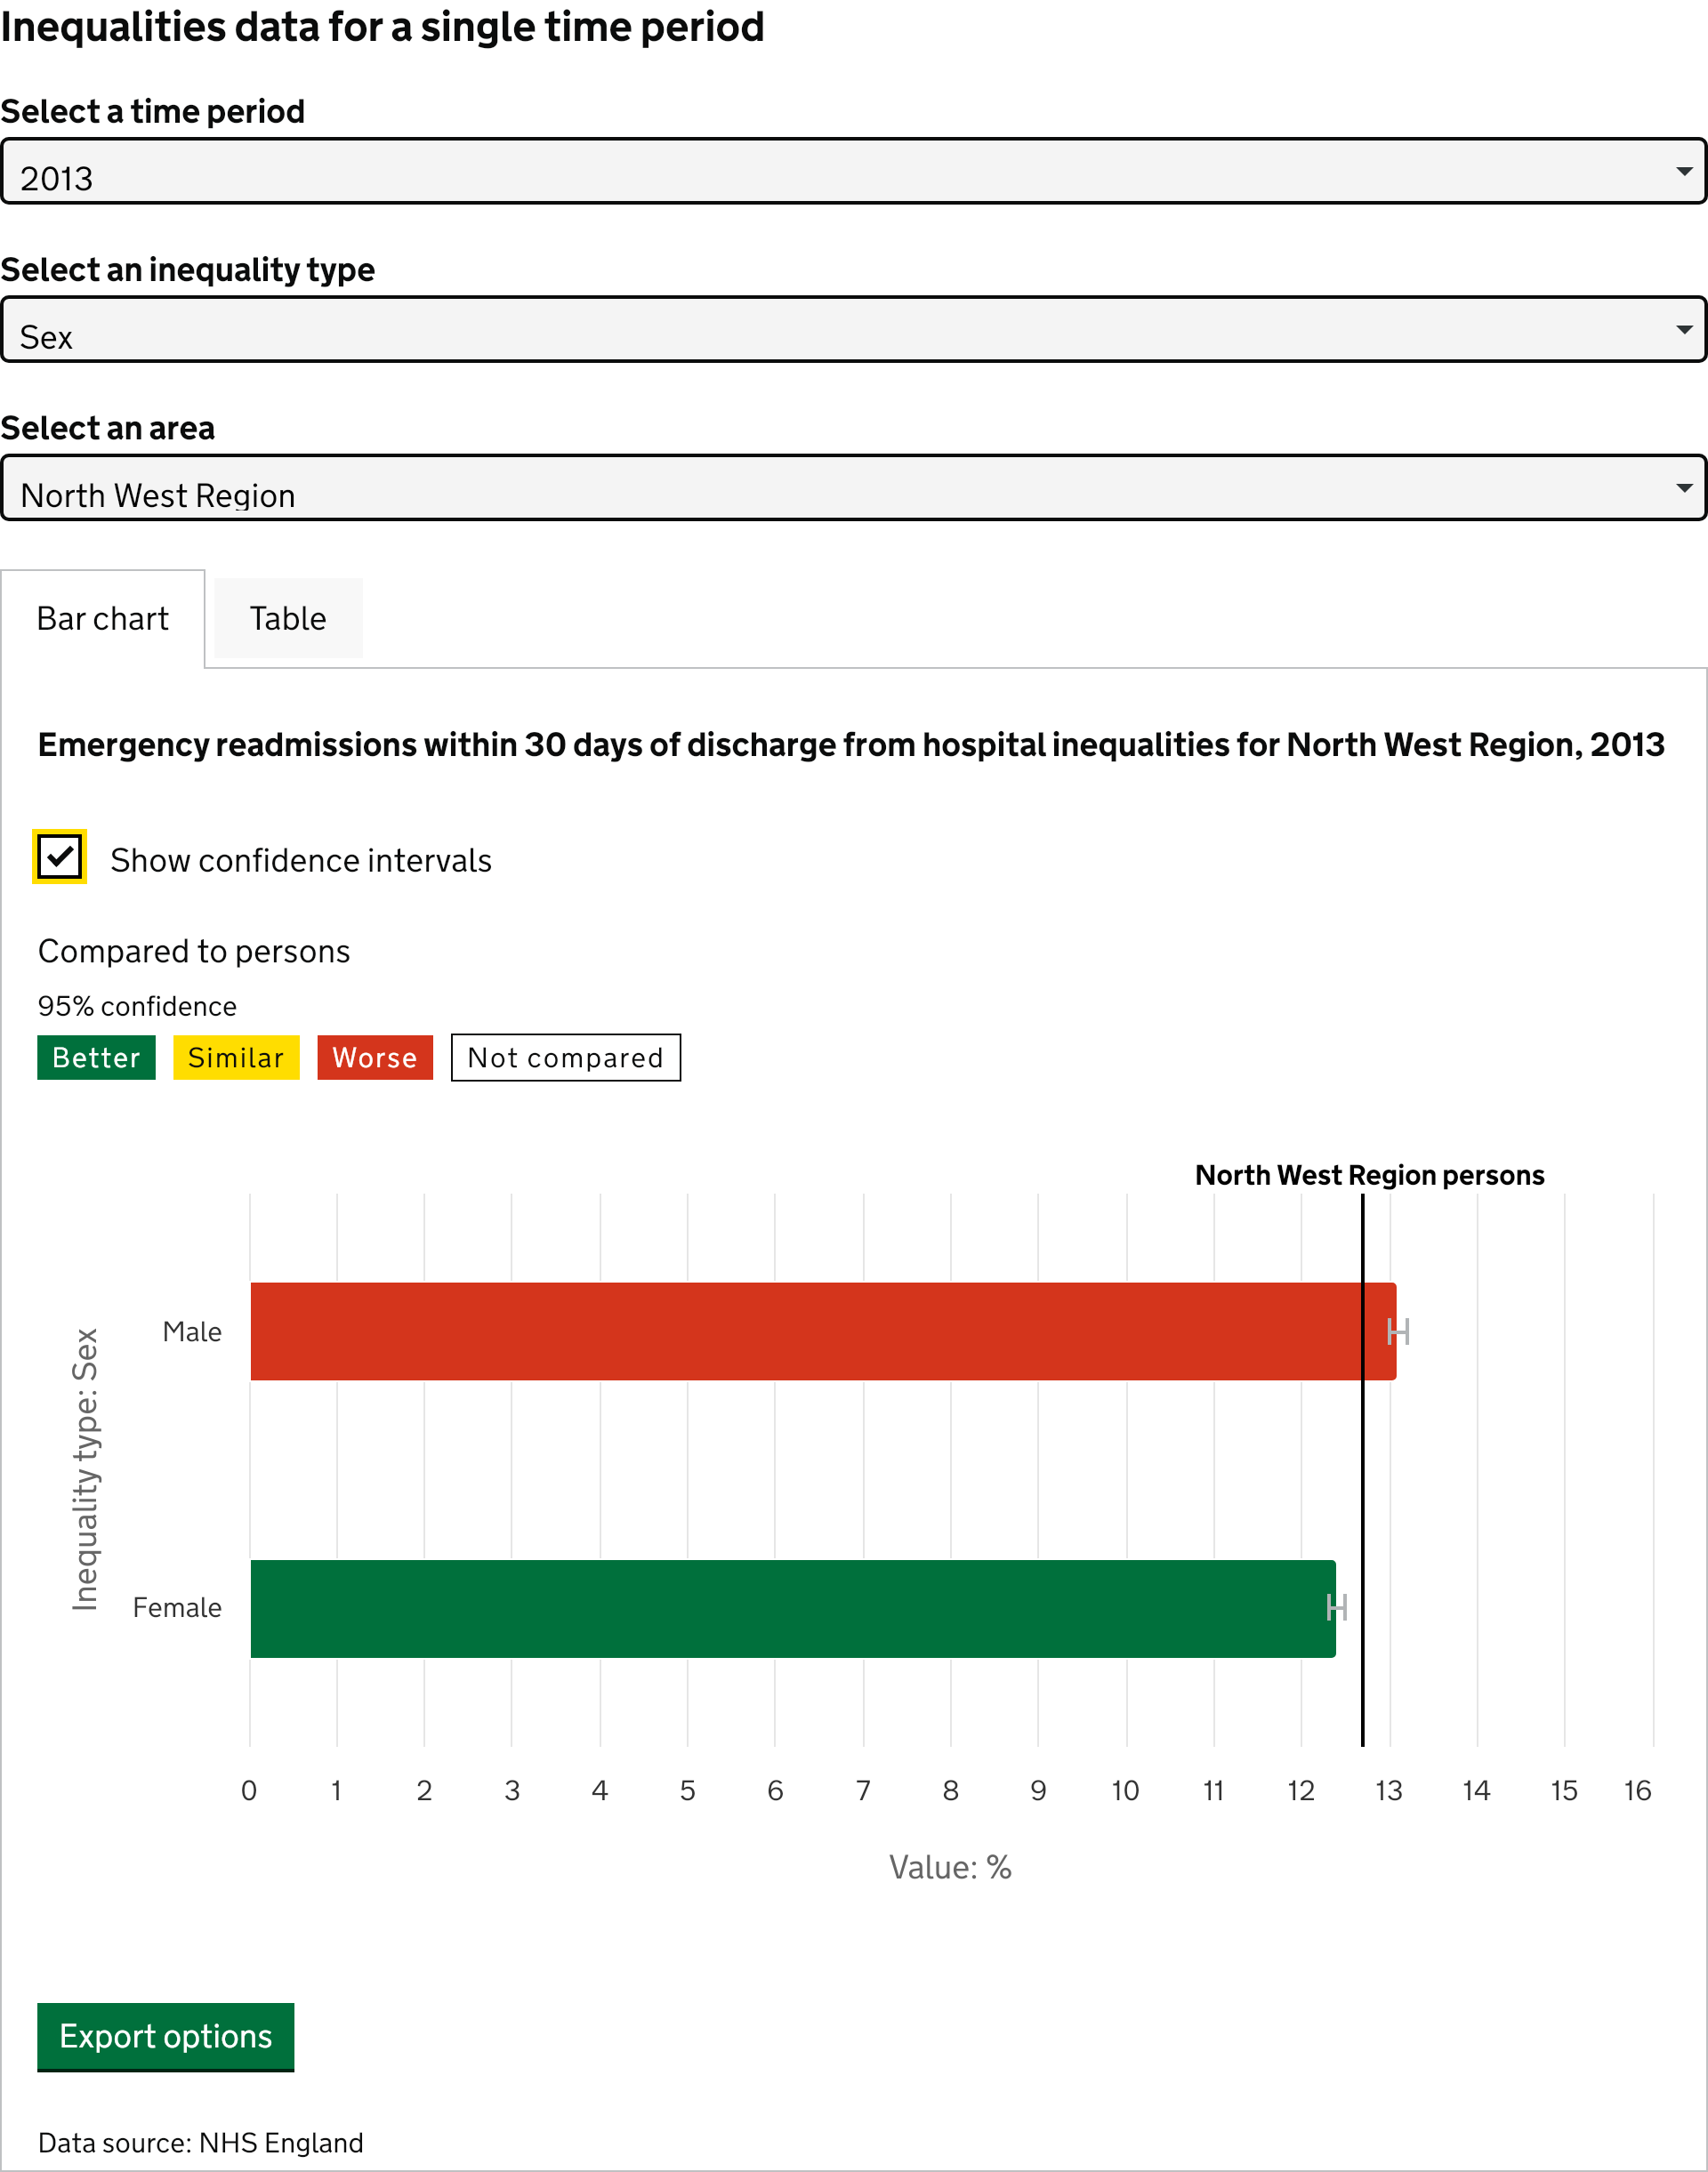 Inequalities data for a single time period
Select a time period
2013
Select an inequality type
Sex
Select an area
North West Region
Bar chart
Table
Emergency readmissions within 30 days of discharge from hospital inequalities for North West Region, 2013
Show confidence intervals
Compared to persons
95% confidence
Better Similar Worse Not compared
North West Region persons
Inequality type: Sex
Male
Female
0 1 2 3 4 5 6 7 8 9 10 11 12 13 14 15 16
Value: %
Export options
Data source: NHS England